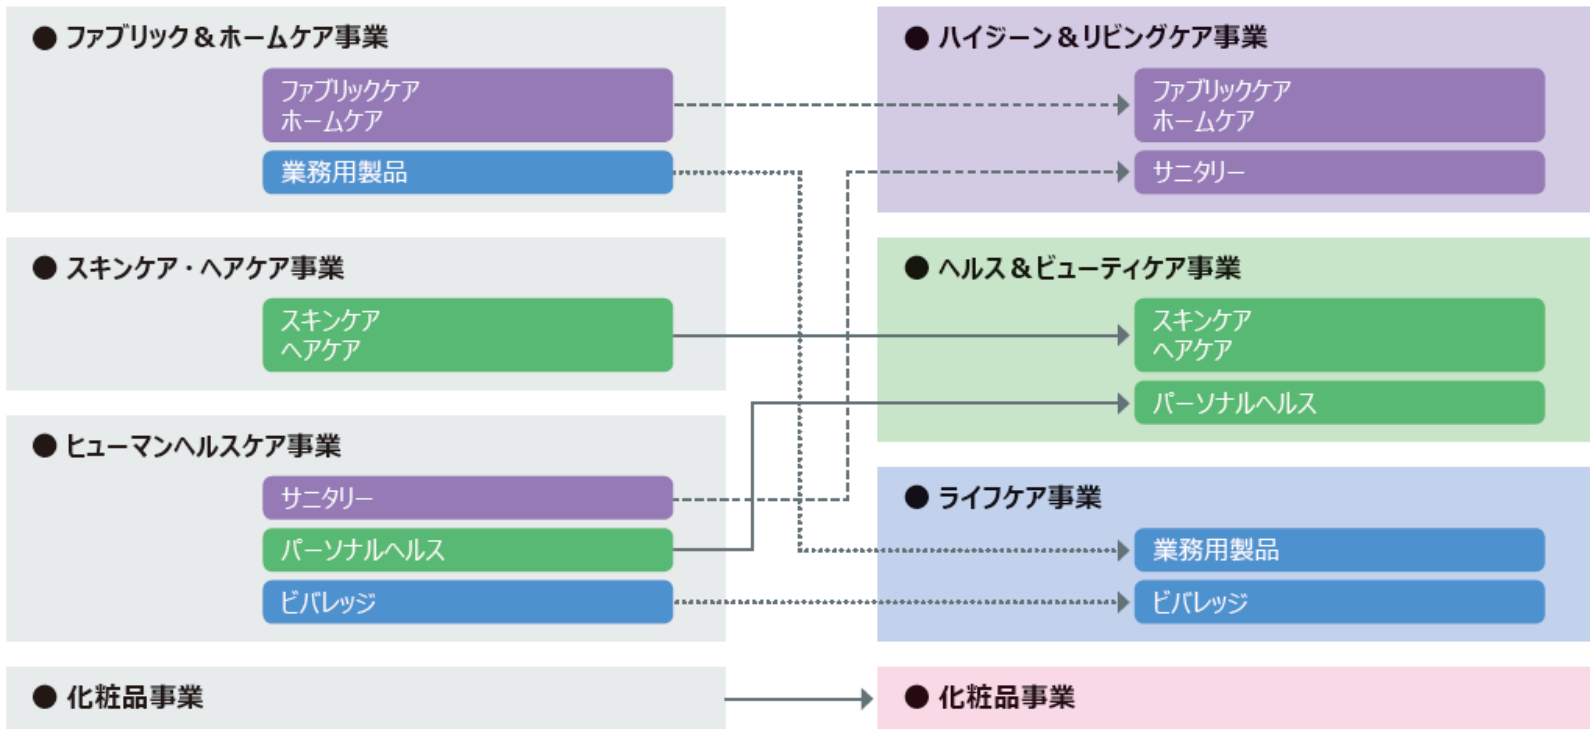 ● ファブリック＆ホームケア事業
ファブリックケア
ホームケア
業務用製品
● スキンケア・ヘアケア事業
スキンケア
ヘアケア
● ヒューマンヘルスケア事業
サニタリー
パーソナルヘルス
ビバレッジ
● 化粧品事業
● ハイジーン＆リビングケア事業
ファブリックケア
ホームケア
サニタリー
● ヘルス＆ビューティケア事業
スキンケア
ヘアケア
パーソナルヘルス
● ライフケア事業
業務用製品
ビバレッジ
● 化粧品事業